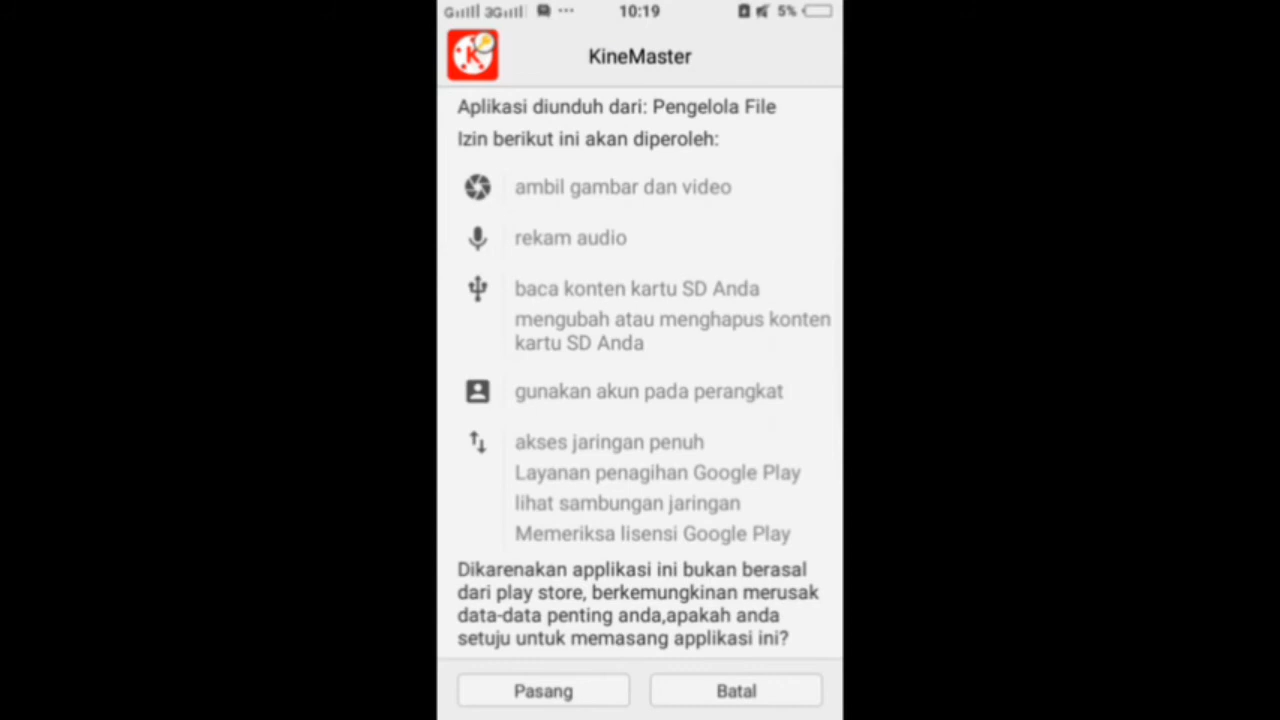 3G 10:19 5%
K KineMaster
Aplikasi diunduh dari: Pengelola File
Izin berikut ini akan diperoleh:
ambil gambar dan video
rekam audio
baca konten kartu SD Anda
mengubah atau menghapus konten
kartu SD Anda
gunakan akun pada perangkat
akses jaringan penuh
Layanan penagihan Google Play
lihat sambungan jaringan
Memeriksa lisensi Google Play
Dikarenakan applikasi ini bukan berasal
dari play store, berkemungkinan merusak
data-data penting anda,apakah anda
setuju untuk memasang applikasi ini?
Pasang Batal